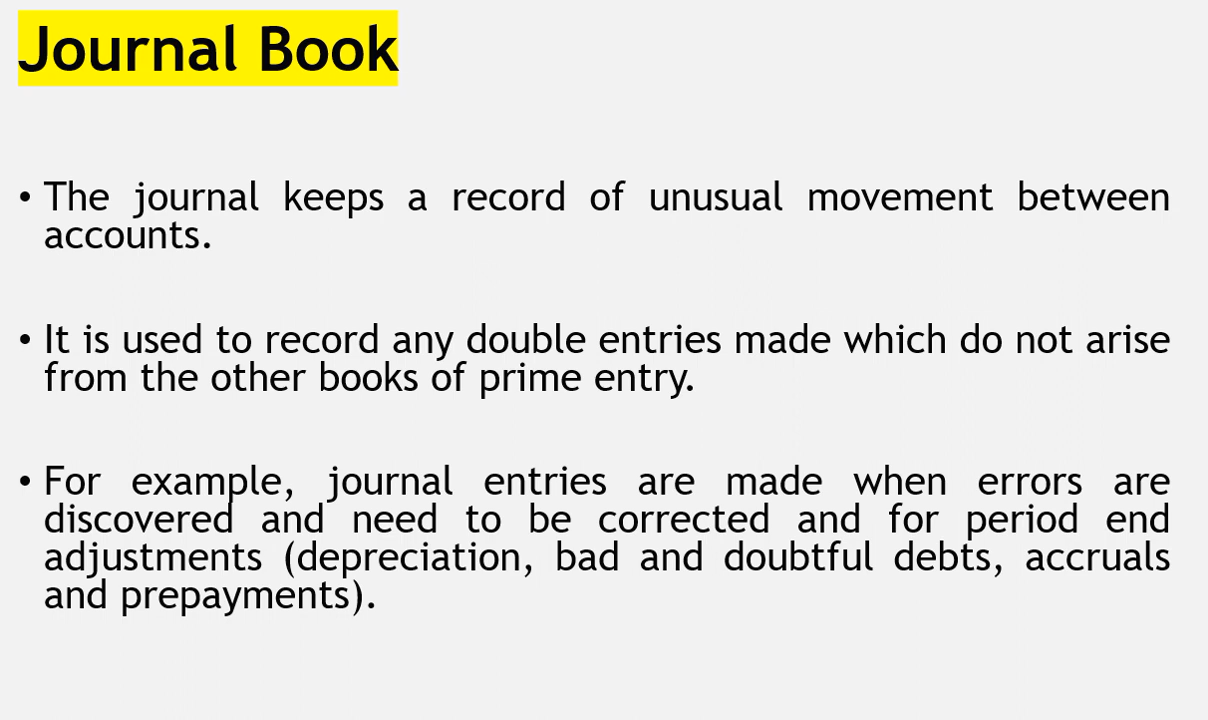 Journal Book
• The journal keeps a record of unusual movement between
accounts.
• It is used to record any double entries made which do not arise
from the other books of prime entry.
• For example, journal entries are made when errors are
discovered and need to be corrected and for period end
adjustments (depreciation, bad and doubtful debts, accruals
and prepayments).